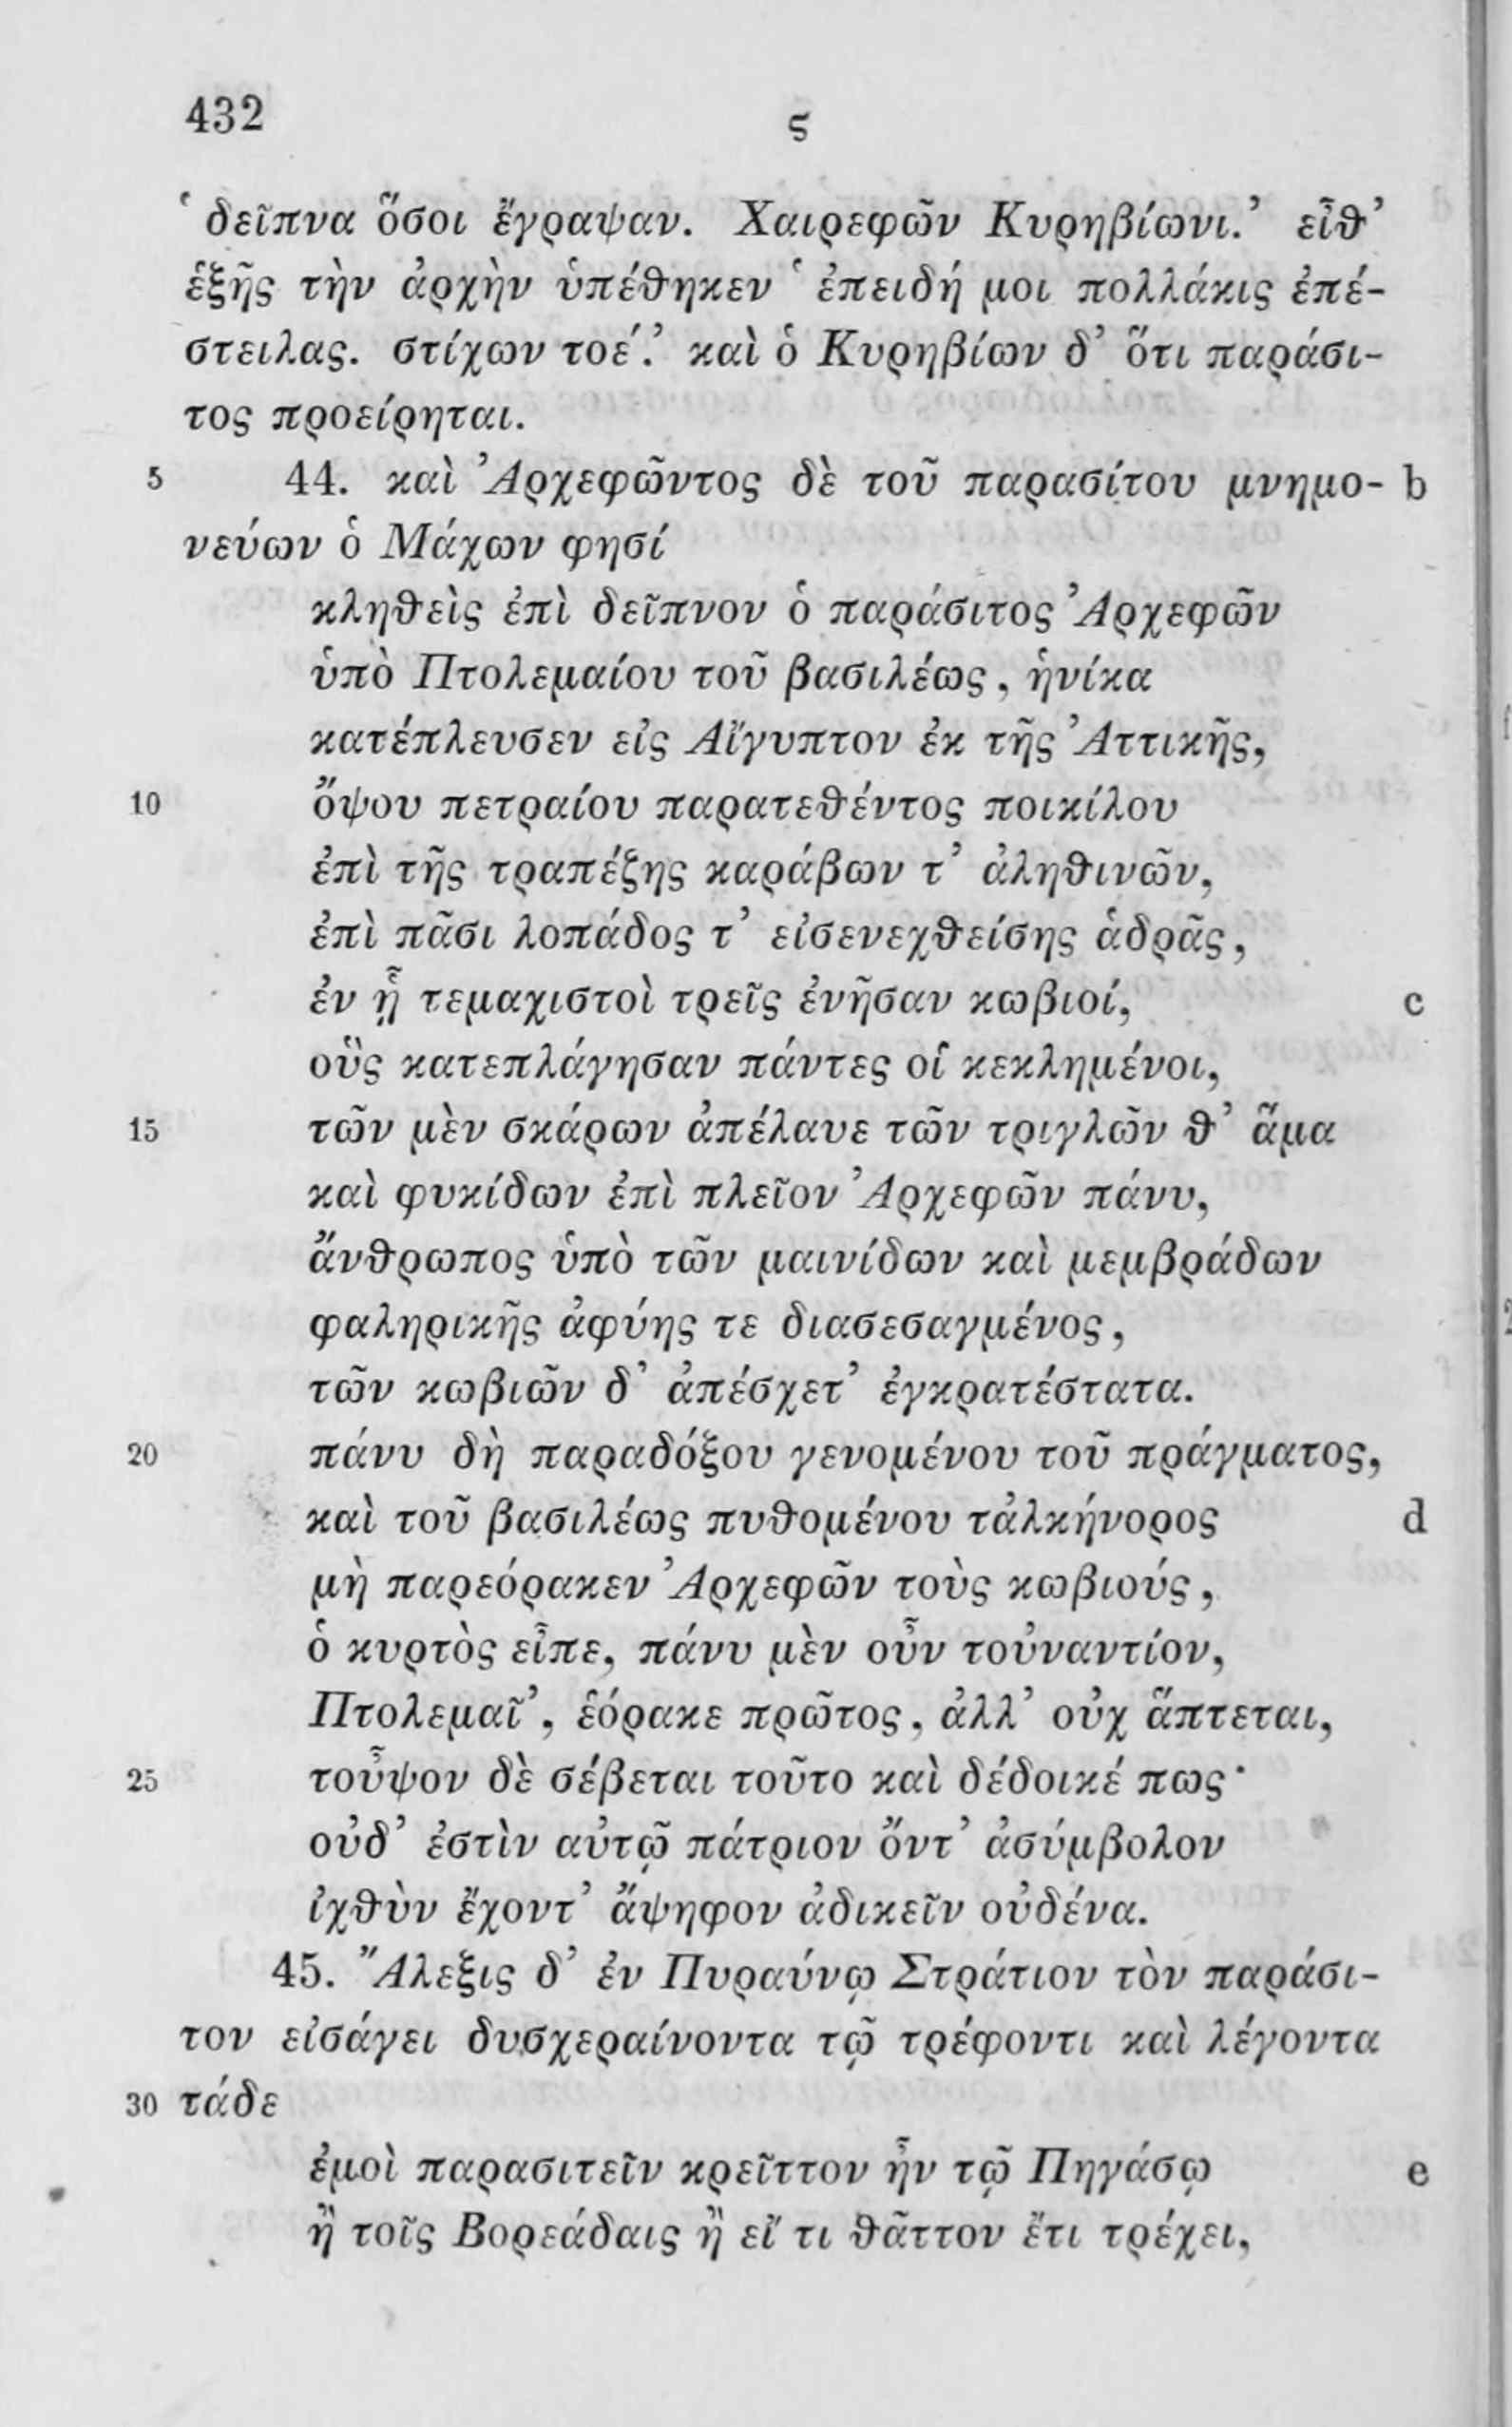 432
ϛ
‘δεῖπνα ὅσοι ἔγραψαν. Χαιρεφῶν Κυρηβίωνι.’ εἶθ’
ἑξῆς τὴν ἀρχὴν ὑπέθηκεν ‘ἐπειδή μοι πολλάκις ἐπέ-
στειλας. στίχων τοέ.’ καὶ ὁ Κυρηβίων δ’ ὅτι παράσι-
τος προείρηται.
5 44. καὶ Ἀρχεφῶντος δὲ τοῦ παρασίτου μνημο- b
νεύων ὁ Μάχων φησί
κληθεὶς ἐπὶ δεῖπνον ὁ παράσιτος Ἀρχεφῶν
ὑπὸ Πτολεμαίου τοῦ βασιλέως, ἡνίκα
κατέπλευσεν εἰς Αἴγυπτον ἐκ τῆς Ἀττικῆς,
10 ὄψου πετραίου παρατεθέντος ποικίλου
ἐπὶ τῆς τραπέζης καράβων τ’ ἀληθινῶν,
ἐπὶ πᾶσι λοπάδος τ’ εἰσενεχθείσης ἁδρᾶς,
ἐν ᾗ τεμαχιστοὶ τρεῖς ἐνῆσαν κωβιοί, c
οὓς κατεπλάγησαν πάντες οἱ κεκλημένοι,
15 τῶν μὲν σκάρων ἀπέλαυε τῶν τριγλῶν θ’ ἅμα
καὶ φυκίδων ἐπὶ πλεῖον Ἀρχεφῶν πάνυ,
ἄνθρωπος ὑπὸ τῶν μαινίδων καὶ μεμβράδων
φαληρικῆς ἀφύης τε διασεσαγμένος,
τῶν κωβιῶν δ’ ἀπέσχετ’ ἐγκρατέστατα.
20 πάνυ δὴ παραδόξου γενομένου τοῦ πράγματος,
καὶ τοῦ βασιλέως πυθομένου τἀλκήνορος d
μὴ παρεόρακεν Ἀρχεφῶν τοὺς κωβιούς,
ὁ κυρτὸς εἶπε, πάνυ μὲν οὖν τοὐναντίον,
Πτολεμαῖ’, ἑόρακε πρῶτος, ἀλλ’ οὐχ ἅπτεται,
25 τοὖψον δὲ σέβεται τοῦτο καὶ δέδοικέ πως·
οὐδ’ ἐστὶν αὐτῷ πάτριον ὄντ’ ἀσύμβολον
ἰχθὺν ἔχοντ’ ἄψηφον ἀδικεῖν οὐδένα.
45. Ἄλεξις δ’ ἐν Πυραύνῳ Στράτιον τὸν παράσι-
τον εἰσάγει δυσχεραίνοντα τῷ τρέφοντι καὶ λέγοντα
30 τάδε
ἐμοὶ παρασιτεῖν κρεῖττον ἦν τῷ Πηγάσῳ e
ἢ τοῖς Βορεάδαις ἢ εἴ τι θᾶττον ἔτι τρέχει,